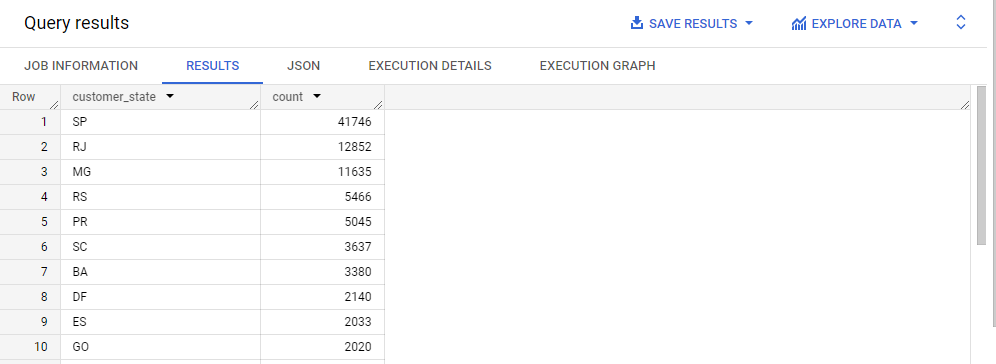 Query results SAVE RESULTS EXPLORE DATA
JOB INFORMATION RESULTS JSON EXECUTION DETAILS EXECUTION GRAPH
Row customer_state count
1 SP 41746
2 RJ 12852
3 MG 11635
4 RS 5466
5 PR 5045
6 SC 3637
7 BA 3380
8 DF 2140
9 ES 2033
10 GO 2020